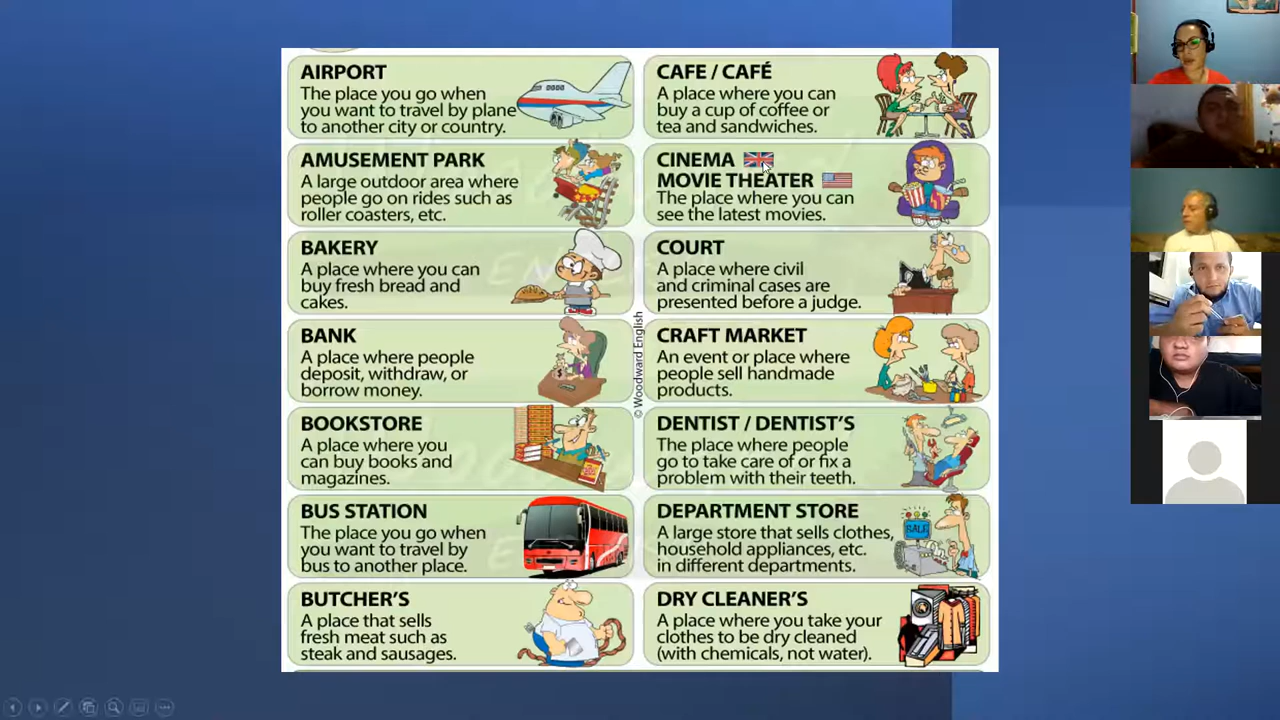 AIRPORT
The place you go when
you want to travel by plane
to another city or country.
AMUSEMENT PARK
A large outdoor area where
people go on rides such as
roller coasters, etc.
BAKERY
A place where you can
buy fresh bread and
cakes.
BANK
A place where people
deposit, withdraw, or
borrow money.
BOOKSTORE
A place where you
can buy books and
magazines.
BUS STATION
The place you go when
you want to travel by
bus to another place.
BUTCHER'S
A place that sells
fresh meat such as
steak and sausages.
© Woodward English
CAFE / CAFÉ
A place where you can
buy a cup of coffee or
tea and sandwiches.
CINEMA
MOVIE THEATER
The place where you can
see the latest movies.
COURT
A place where civil
and criminal cases are
presented before a judge.
CRAFT MARKET
An event or place where
people sell handmade
products.
DENTIST / DENTIST'S
The place where people
go to take care of or fix a
problem with their teeth.
DEPARTMENT STORE
A large store that sells clothes,
household appliances, etc.
in different departments.
SALE
DRY CLEANER'S
A place where you take your
clothes to be dry cleaned
(with chemicals, not water).